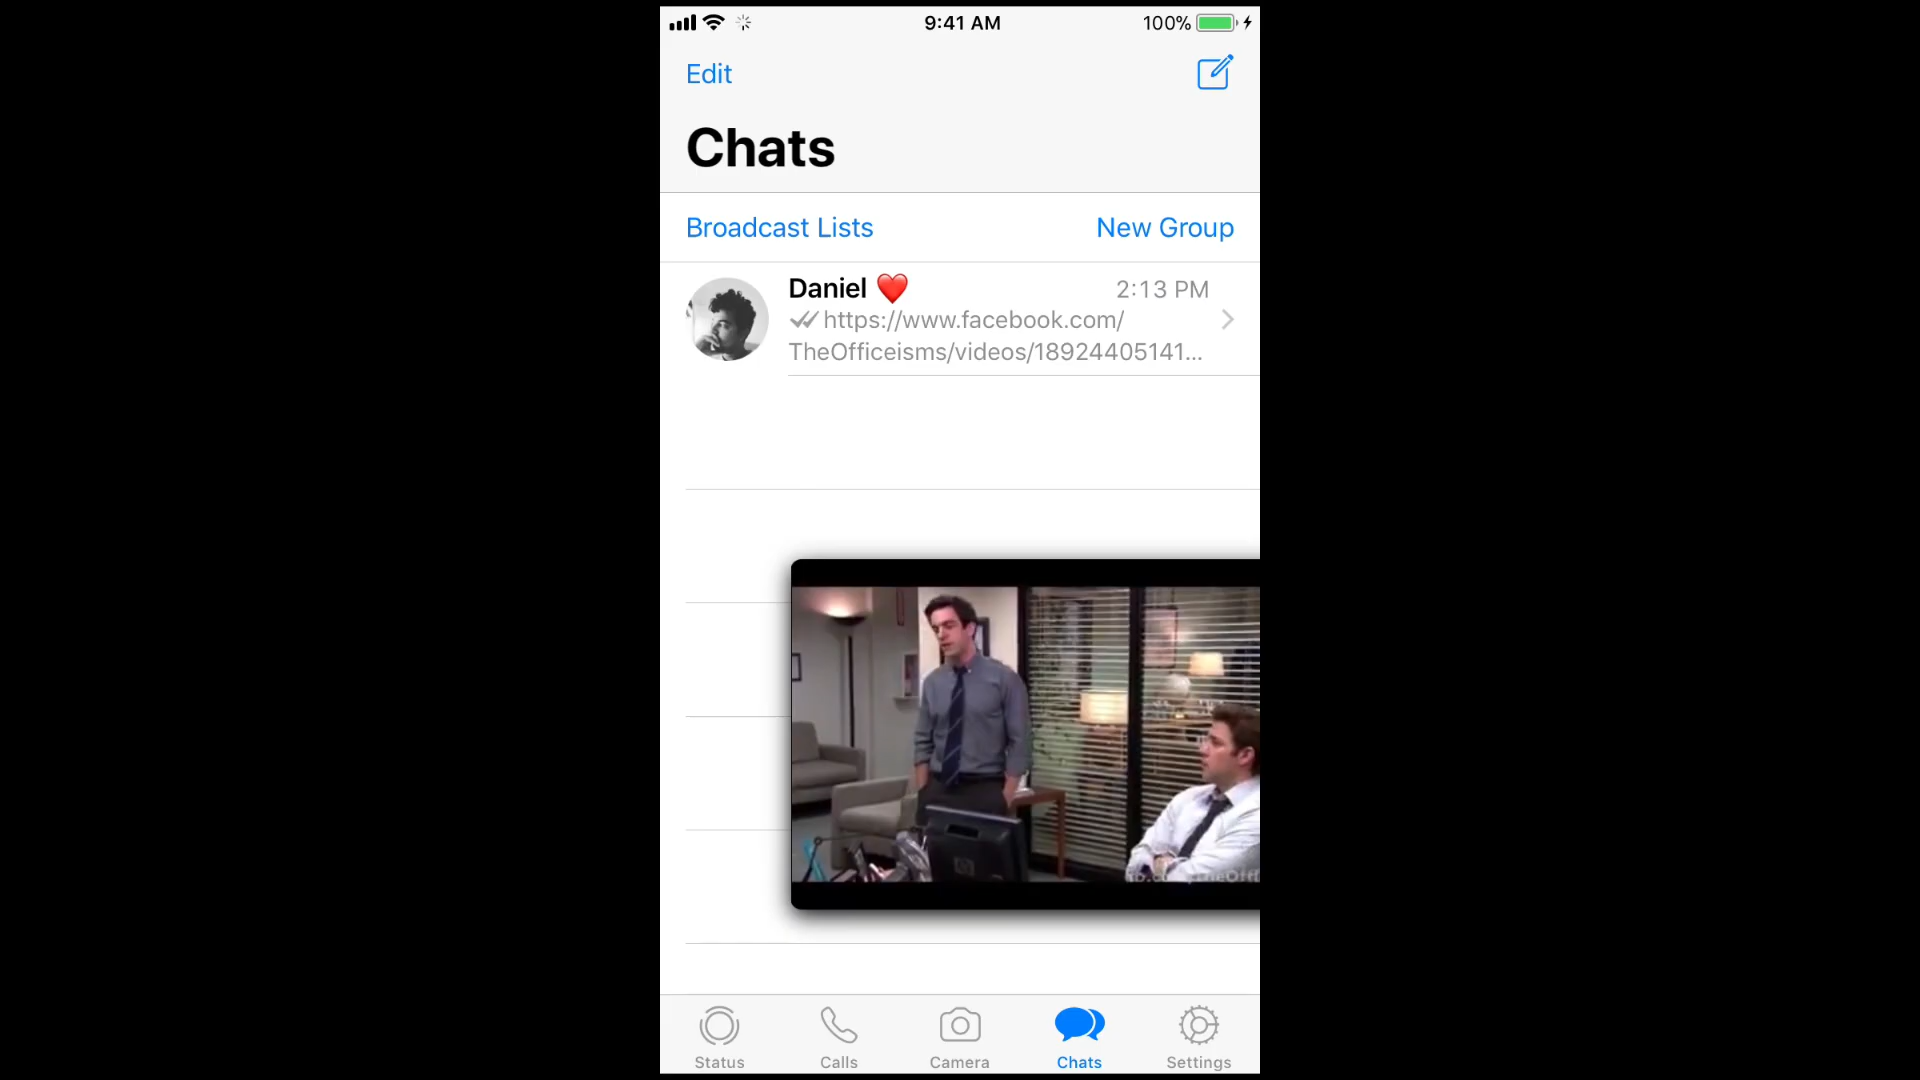 9:41 AM
100%
Edit
Chats
Broadcast Lists
New Group
Daniel ❤️
2:13 PM
https://www.facebook.com/
TheOfficeisms/videos/18924405141...
Status
Calls
Camera
Chats
Settings